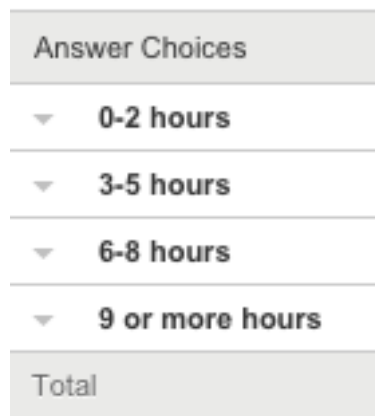 Answer Choices
0-2 hours
3-5 hours
6-8 hours
9 or more hours
Total